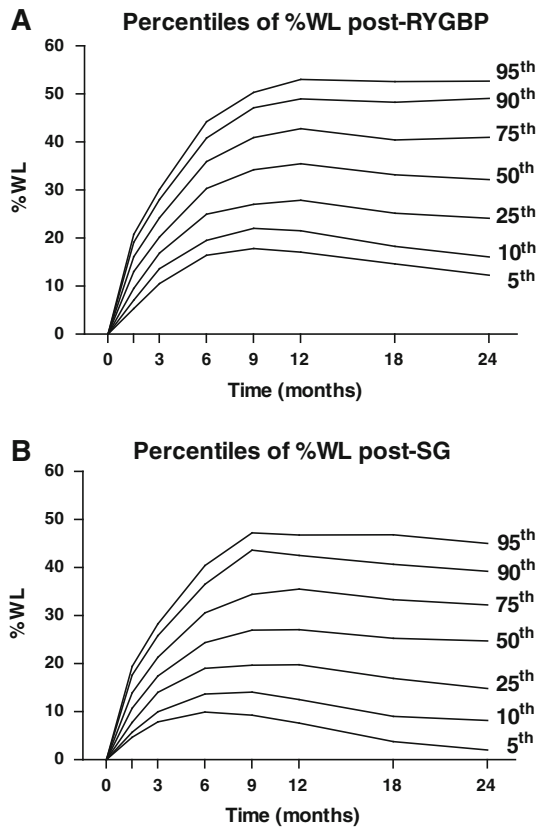 A Percentiles of %WL post-RYGBP
60
50
40
30
20
10
0
%WL
95th
90th
75th
50th
25th
10th
5th
0 3 6 9 12 18 24
Time (months)
B Percentiles of %WL post-SG
60
50
40
30
20
10
0
%WL
95th
90th
75th
50th
25th
10th
5th
0 3 6 9 12 18 24
Time (months)